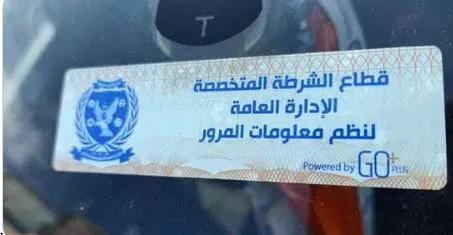 T
قطاع الشرطة المتخصصة
الإدارة العامة
لنظم معلومات المرور
Powered by GO+ PLUS